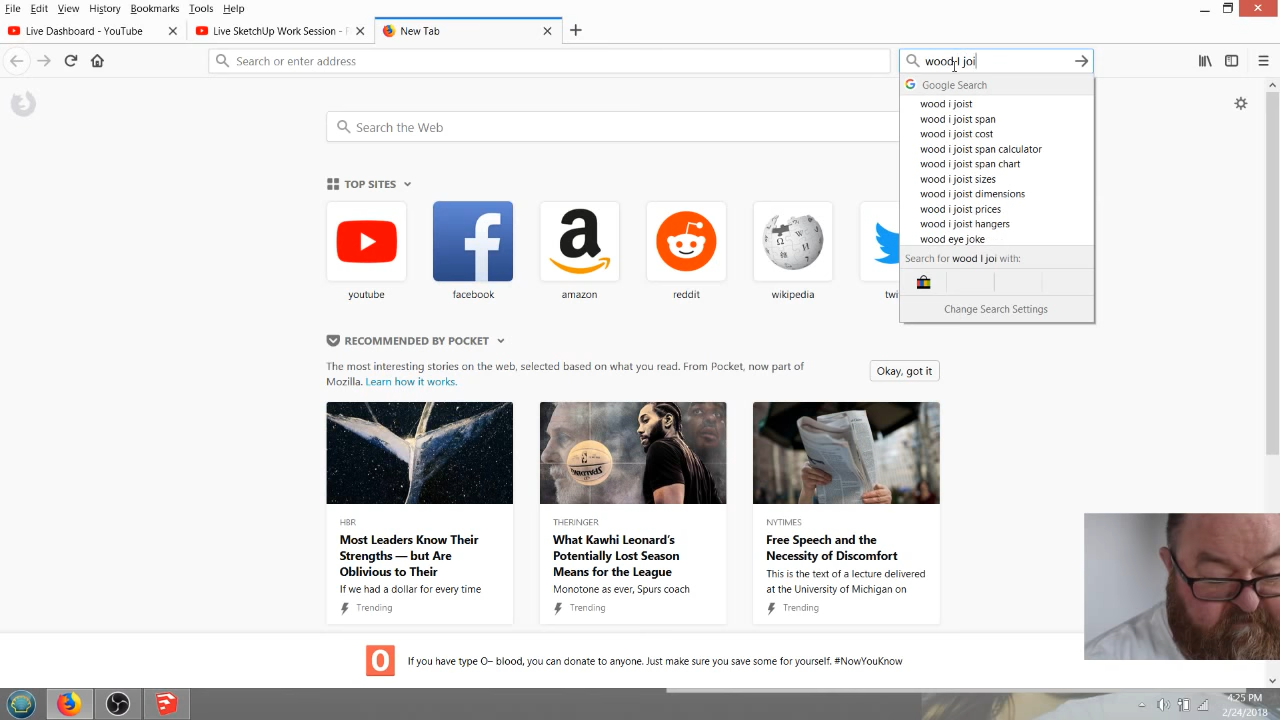 File Edit View History Bookmarks Tools Help
Live Dashboard - YouTube
Live SketchUp Work Session -
New Tab
Search or enter address
wood I joi
Google Search
wood i joist
wood i joist span
wood i joist cost
wood i joist span calculator
wood i joist span chart
wood i joist sizes
wood i joist dimensions
wood i joist prices
wood i joist hangers
wood eye joke
Search for wood I joi with:
Change Search Settings
Search the Web
TOP SITES
youtube
facebook
amazon
reddit
wikipedia
twi
RECOMMENDED BY POCKET
The most interesting stories on the web, selected based on what you read. From Pocket, now part of
Mozilla. Learn how it works.
Okay, got it
HBR
Most Leaders Know Their
Strengths — but Are
Oblivious to Their
If we had a dollar for every time
Trending
THERINGER
What Kawhi Leonard's
Potentially Lost Season
Means for the League
Monotone as ever, Spurs coach
Trending
NYTIMES
Free Speech and the
Necessity of Discomfort
This is the text of a lecture delivered
at the University of Michigan on
Trending
If you have type O− blood, you can donate to anyone. Just make sure you save some for yourself. #NowYouKnow
4:25 PM
2/24/2018